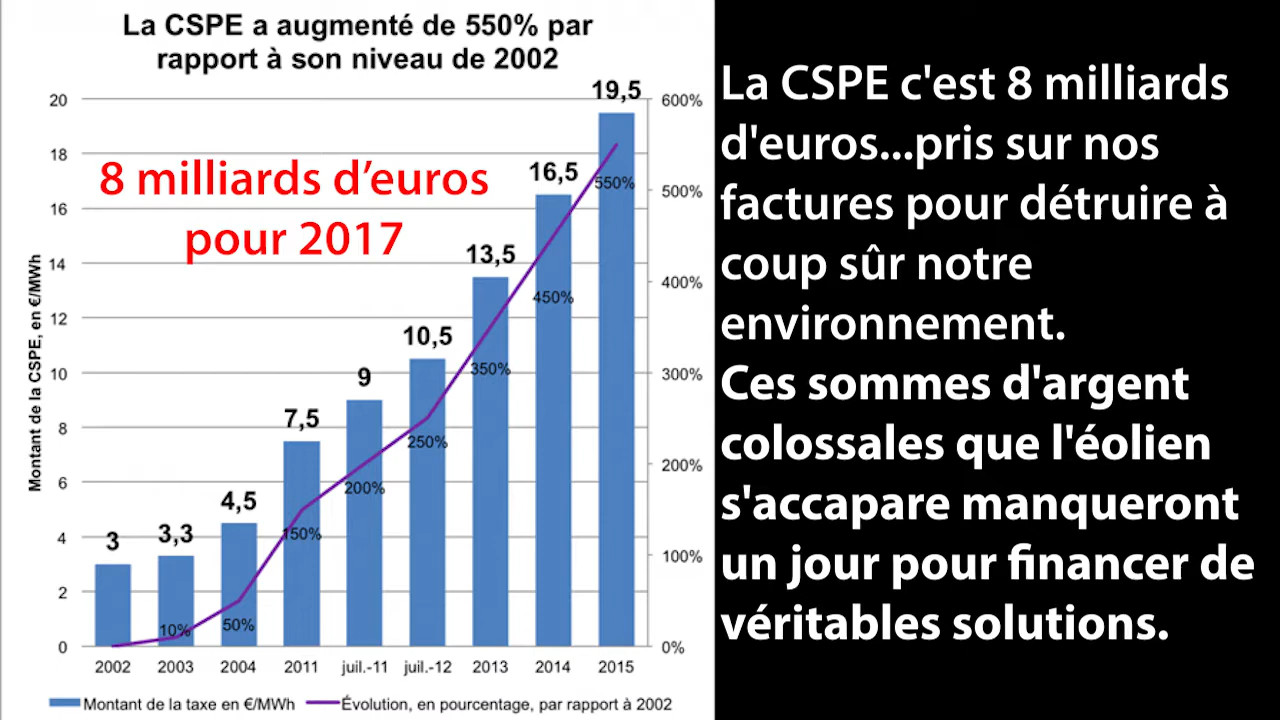 La CSPE a augmenté de 550% par
rapport à son niveau de 2002
8 milliards d’euros
pour 2017
Montant de la CSPE, en €/MWh
20
18
16
14
12
10
8
6
4
2
0
600%
500%
400%
300%
200%
100%
0%
3
3,3
4,5
7,5
9
10,5
13,5
16,5
19,5
10%
50%
150%
200%
250%
350%
450%
550%
2002 2003 2004 2011 juil.-11 juil.-12 2013 2014 2015
Montant de la taxe en €/MWh Évolution, en pourcentage, par rapport à 2002
La CSPE c'est 8 milliards
d'euros...pris sur nos
factures pour détruire à
coup sûr notre
environnement.
Ces sommes d'argent
colossales que l'éolien
s'accapare manqueront
un jour pour financer de
véritables solutions.